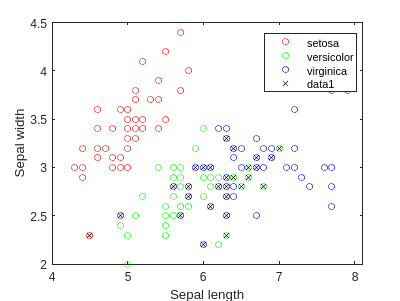 4.5
4
3.5
3
2.5
2
4
5
6
7
8
Sepal width
Sepal length
setosa
versicolor
virginica
data1